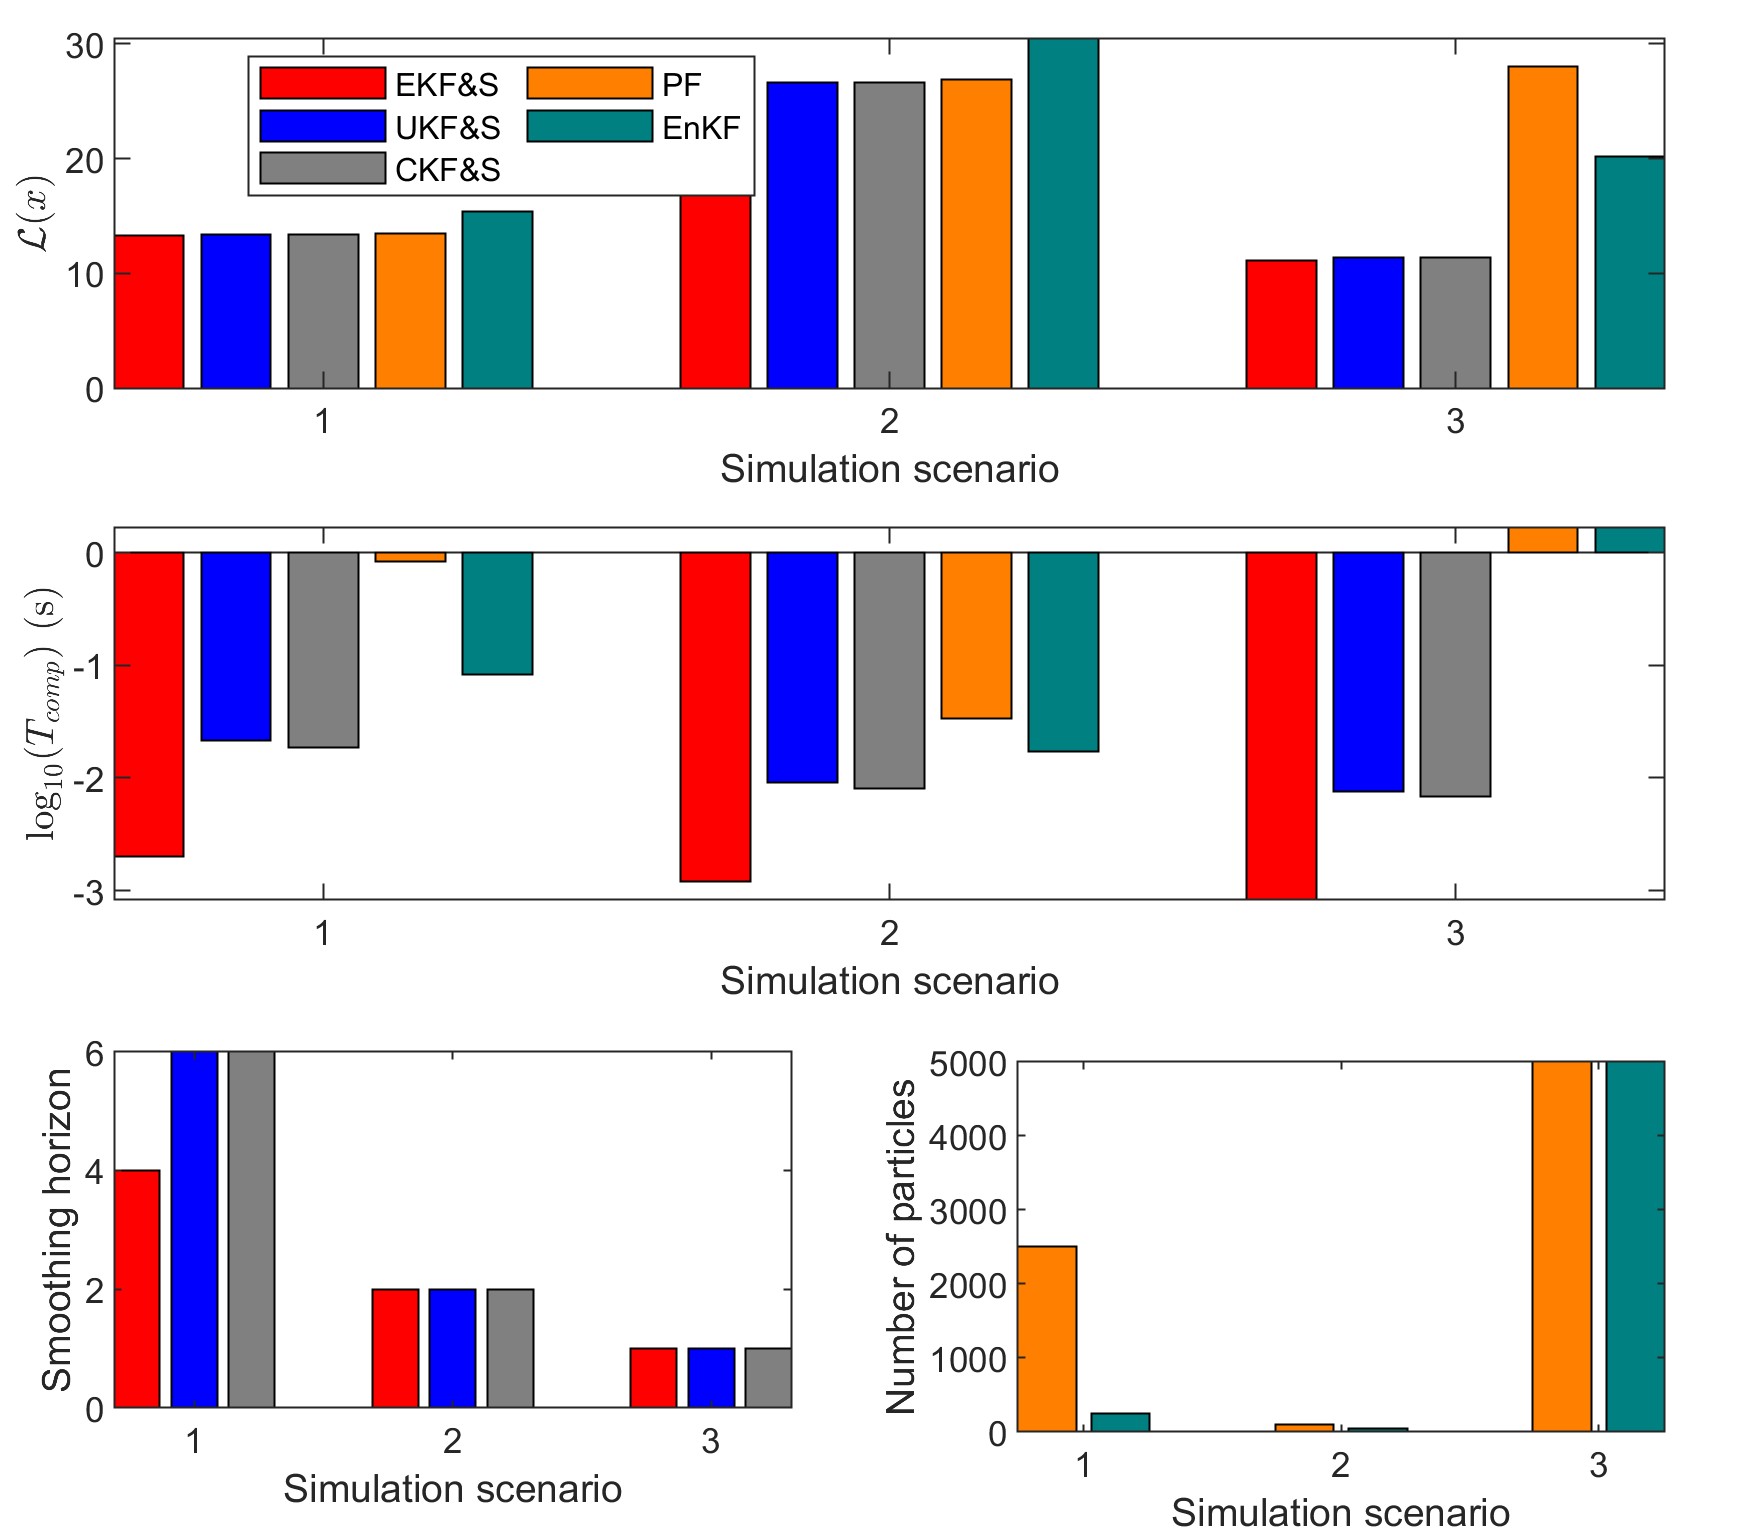 30
20
10
0
ℒ(x)
EKF&S
PF
UKF&S
EnKF
CKF&S
1 2 3
Simulation scenario
0
-1
-2
-3
log₁₀(T_comp) (s)
1 2 3
Simulation scenario
6
4
2
0
Smoothing horizon
1 2 3
Simulation scenario
5000
4000
3000
2000
1000
0
Number of particles
1 2 3
Simulation scenario